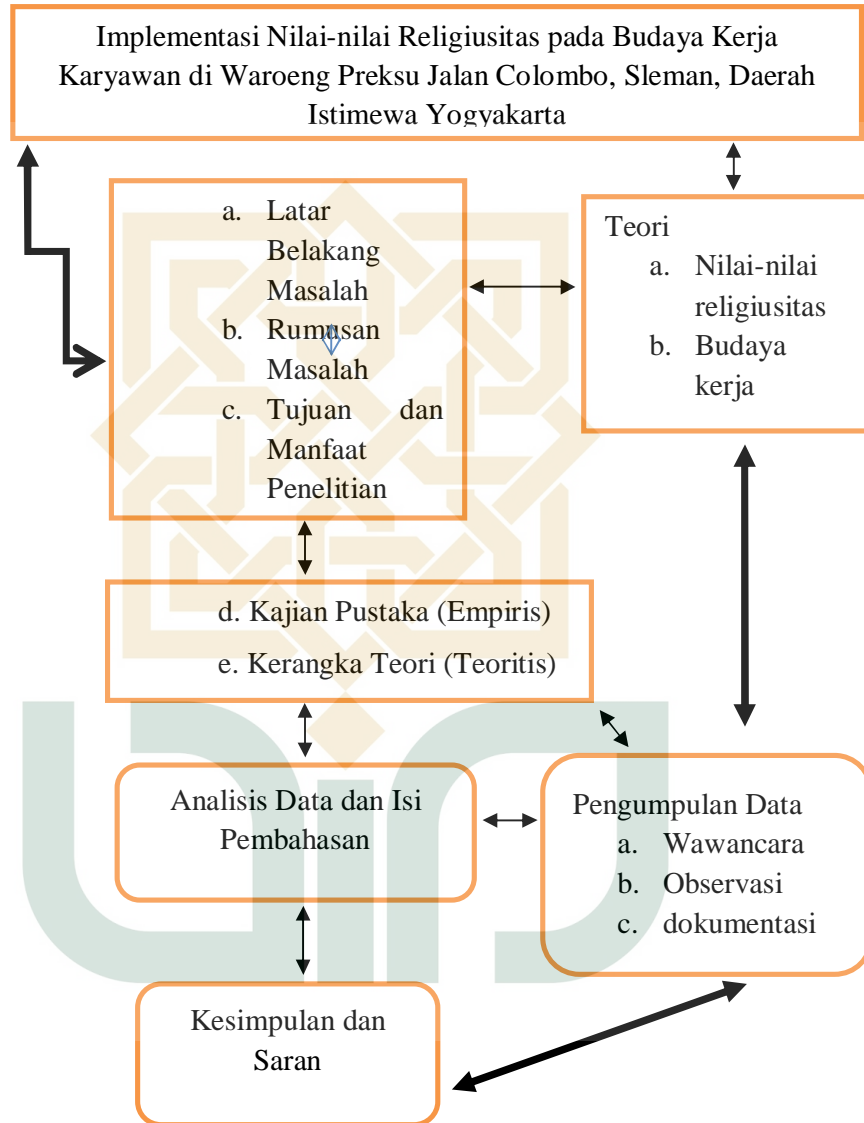 Implementasi Nilai-nilai Religiusitas pada Budaya Kerja
Karyawan di Waroeng Preksu Jalan Colombo, Sleman, Daerah
Istimewa Yogyakarta
a. Latar
Belakang
Masalah
b. Rumusan
Masalah
c. Tujuan dan
Manfaat
Penelitian
Teori
a. Nilai-nilai
religiusitas
b. Budaya
kerja
d. Kajian Pustaka (Empiris)
e. Kerangka Teori (Teoritis)
Analisis Data dan Isi
Pembahasan
Pengumpulan Data
a. Wawancara
b. Observasi
c. dokumentasi
Kesimpulan dan
Saran